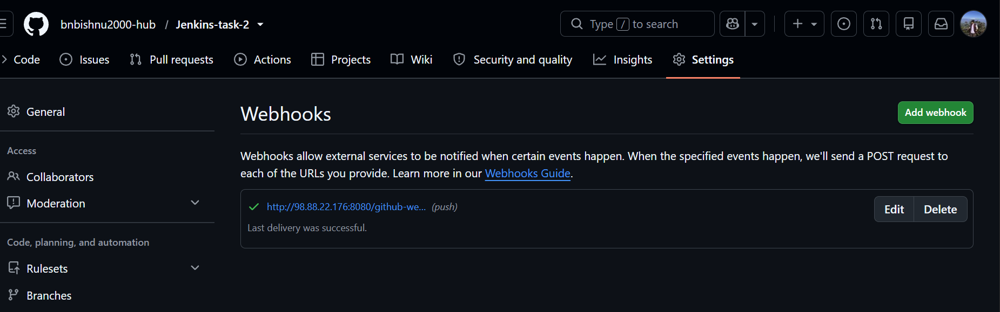 bnbishnu2000-hub / Jenkins-task-2
Type / to search
Code Issues Pull requests Actions Projects Wiki Security and quality Insights Settings
General
Access
Collaborators
Moderation
Code, planning, and automation
Rulesets
Branches
Webhooks
Add webhook
Webhooks allow external services to be notified when certain events happen. When the specified events happen, we'll send a POST request to
each of the URLs you provide. Learn more in our Webhooks Guide.
http://98.88.22.176:8080/github-we... (push)
Edit Delete
Last delivery was successful.